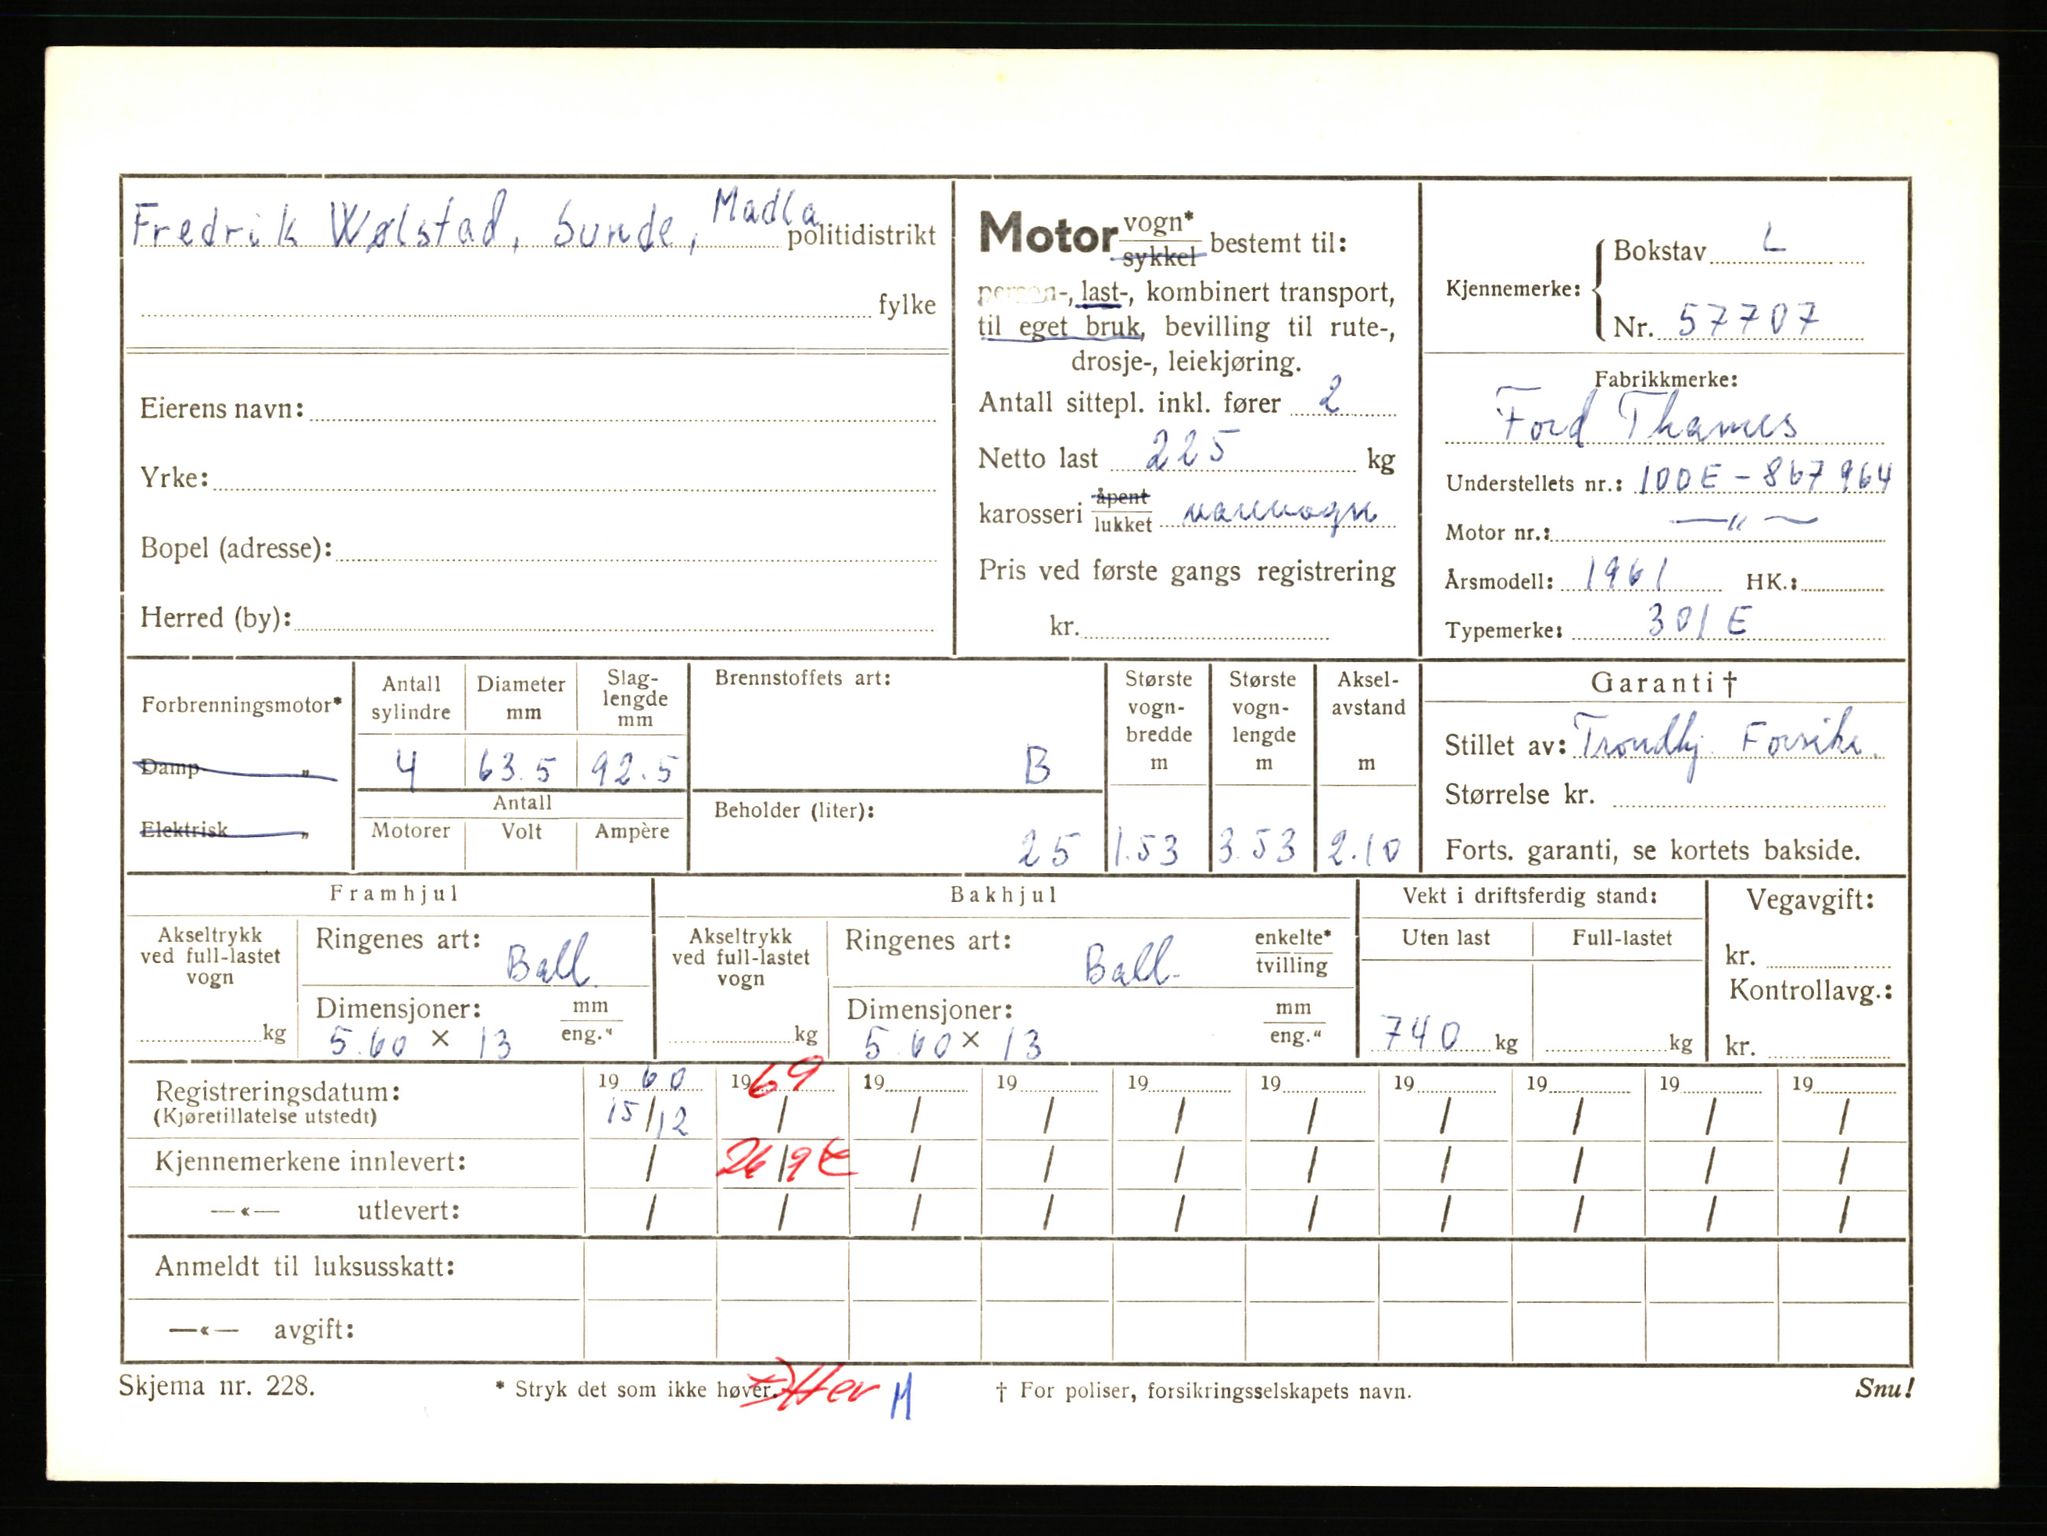 Fredrik Wølstad, Sunde, Madla politidistrikt
fylke
Eierens navn:
Yrke:
Bopel (adresse):
Herred (by):
Motor vogn* sykkel bestemt til:
person-, last-, kombinert transport,
til eget bruk, bevilling til rute-,
drosje-, leiekjøring.
Antall sittepl. inkl. fører 2
Netto last 225 kg
karosseri åpent lukket varevogn
Pris ved første gangs registrering
kr.
Kjennemerke: Bokstav L
Nr. 57707
Fabrikkmerke:
Ford Thames
Understellets nr.: 100E-867964
Motor nr.: —"—
Årsmodell: 1961 HK.:
Typemerke: 301E
Forbrenningsmotor*
Damp „
Elektrisk „
Antall sylindre
Diameter mm
Slaglengde mm
4 63.5 92.5
Antall
Motorer Volt Ampère
Brennstoffets art:
B
Beholder (liter):
25
Største vognbredde m
1.53
Største vognlengde m
3.53
Akselavstand m
2.10
Garanti †
Stillet av: Trondhj. Forsikr.
Størrelse kr.
Forts. garanti, se kortets bakside.
Framhjul
Akseltrykk ved full-lastet vogn
kg
Ringenes art: Ball.
Dimensjoner: mm eng."
5.60 × 13
Bakhjul
Akseltrykk ved full-lastet vogn
kg
Ringenes art: Ball. enkelte* tvilling
Dimensjoner: mm eng."
5.60 × 13
Vekt i driftsferdig stand:
Uten last Full-lastet
740 kg kg
Vegavgift:
kr.
Kontrollavg.:
kr.
Registreringsdatum: 1960 1969 19 19 19 19 19 19 19 19
(Kjøretillatelse utstedt) 15/12 / / / / / / / / /
Kjennemerkene innlevert: / 26/9 / / / / / / / /
—«— utlevert: / / / / / / / / / /
Anmeldt til luksusskatt:
—«— avgift:
Skjema nr. 228. * Stryk det som ikke høver. † For poliser, forsikringsselskapets navn. Snu!